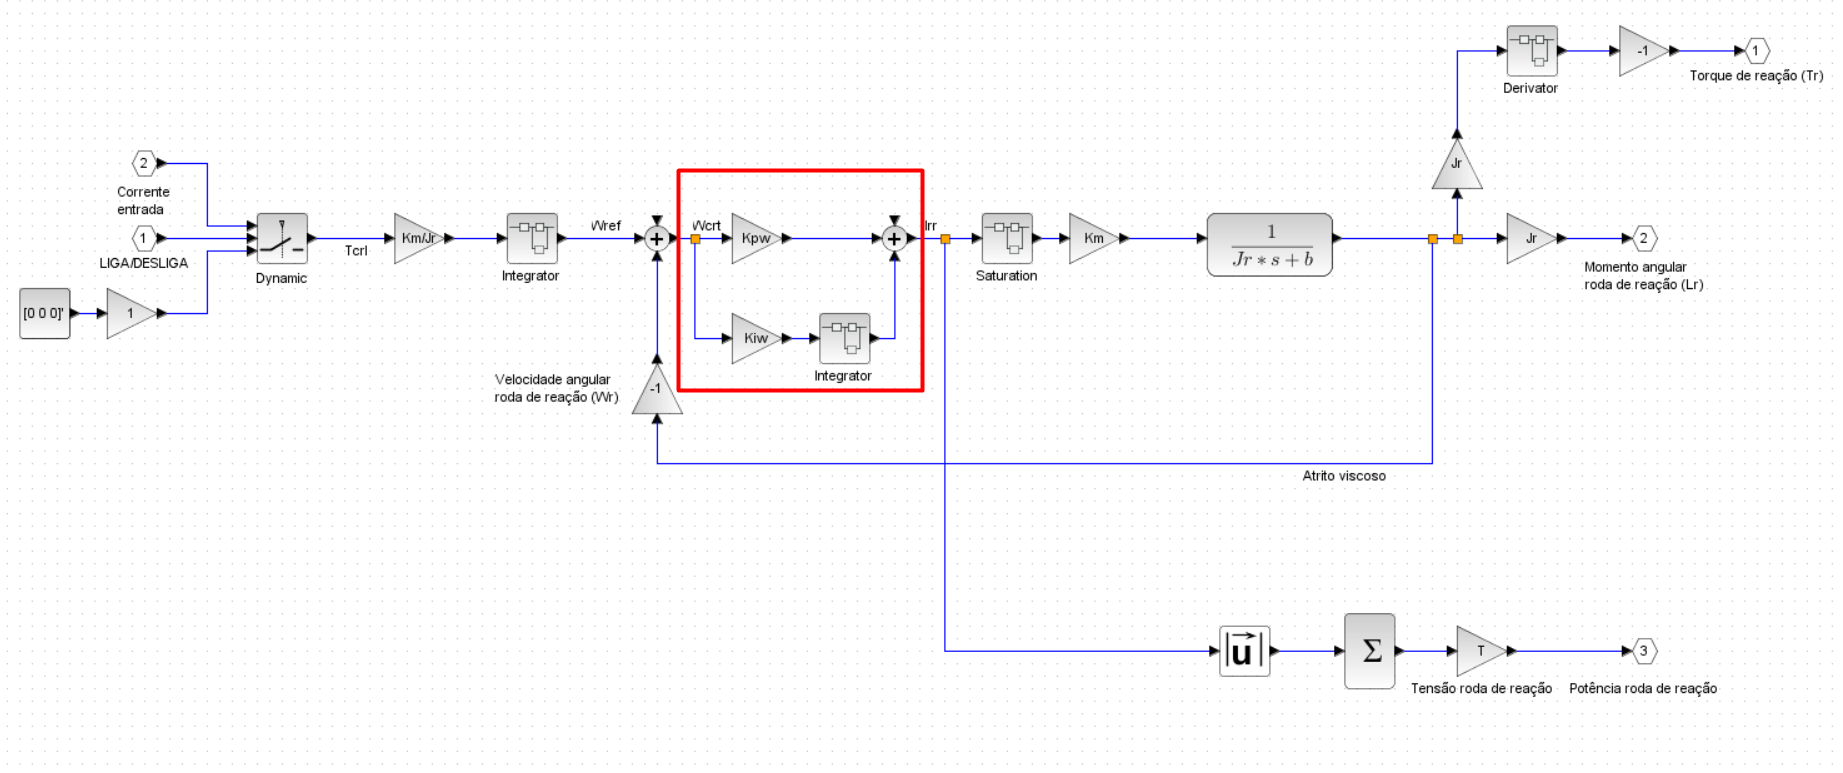 Derivator
-1
1
Torque de reação (Tr)
2
Corrente
entrada
1
LIGA/DESLIGA
[0 0 0]'
1
Dynamic
Tcrl
Km/Jr
Integrator
Wref
Wcrt
Kpw
Kiw
Integrator
Irr
Saturation
Km
1
Jr * s + b
Jr
Jr
2
Momento angular
roda de reação (Lr)
Velocidade angular
roda de reação (Wr)
-1
Atrito viscoso
|u|
Σ
T
3
Tensão roda de reação
Potência roda de reação